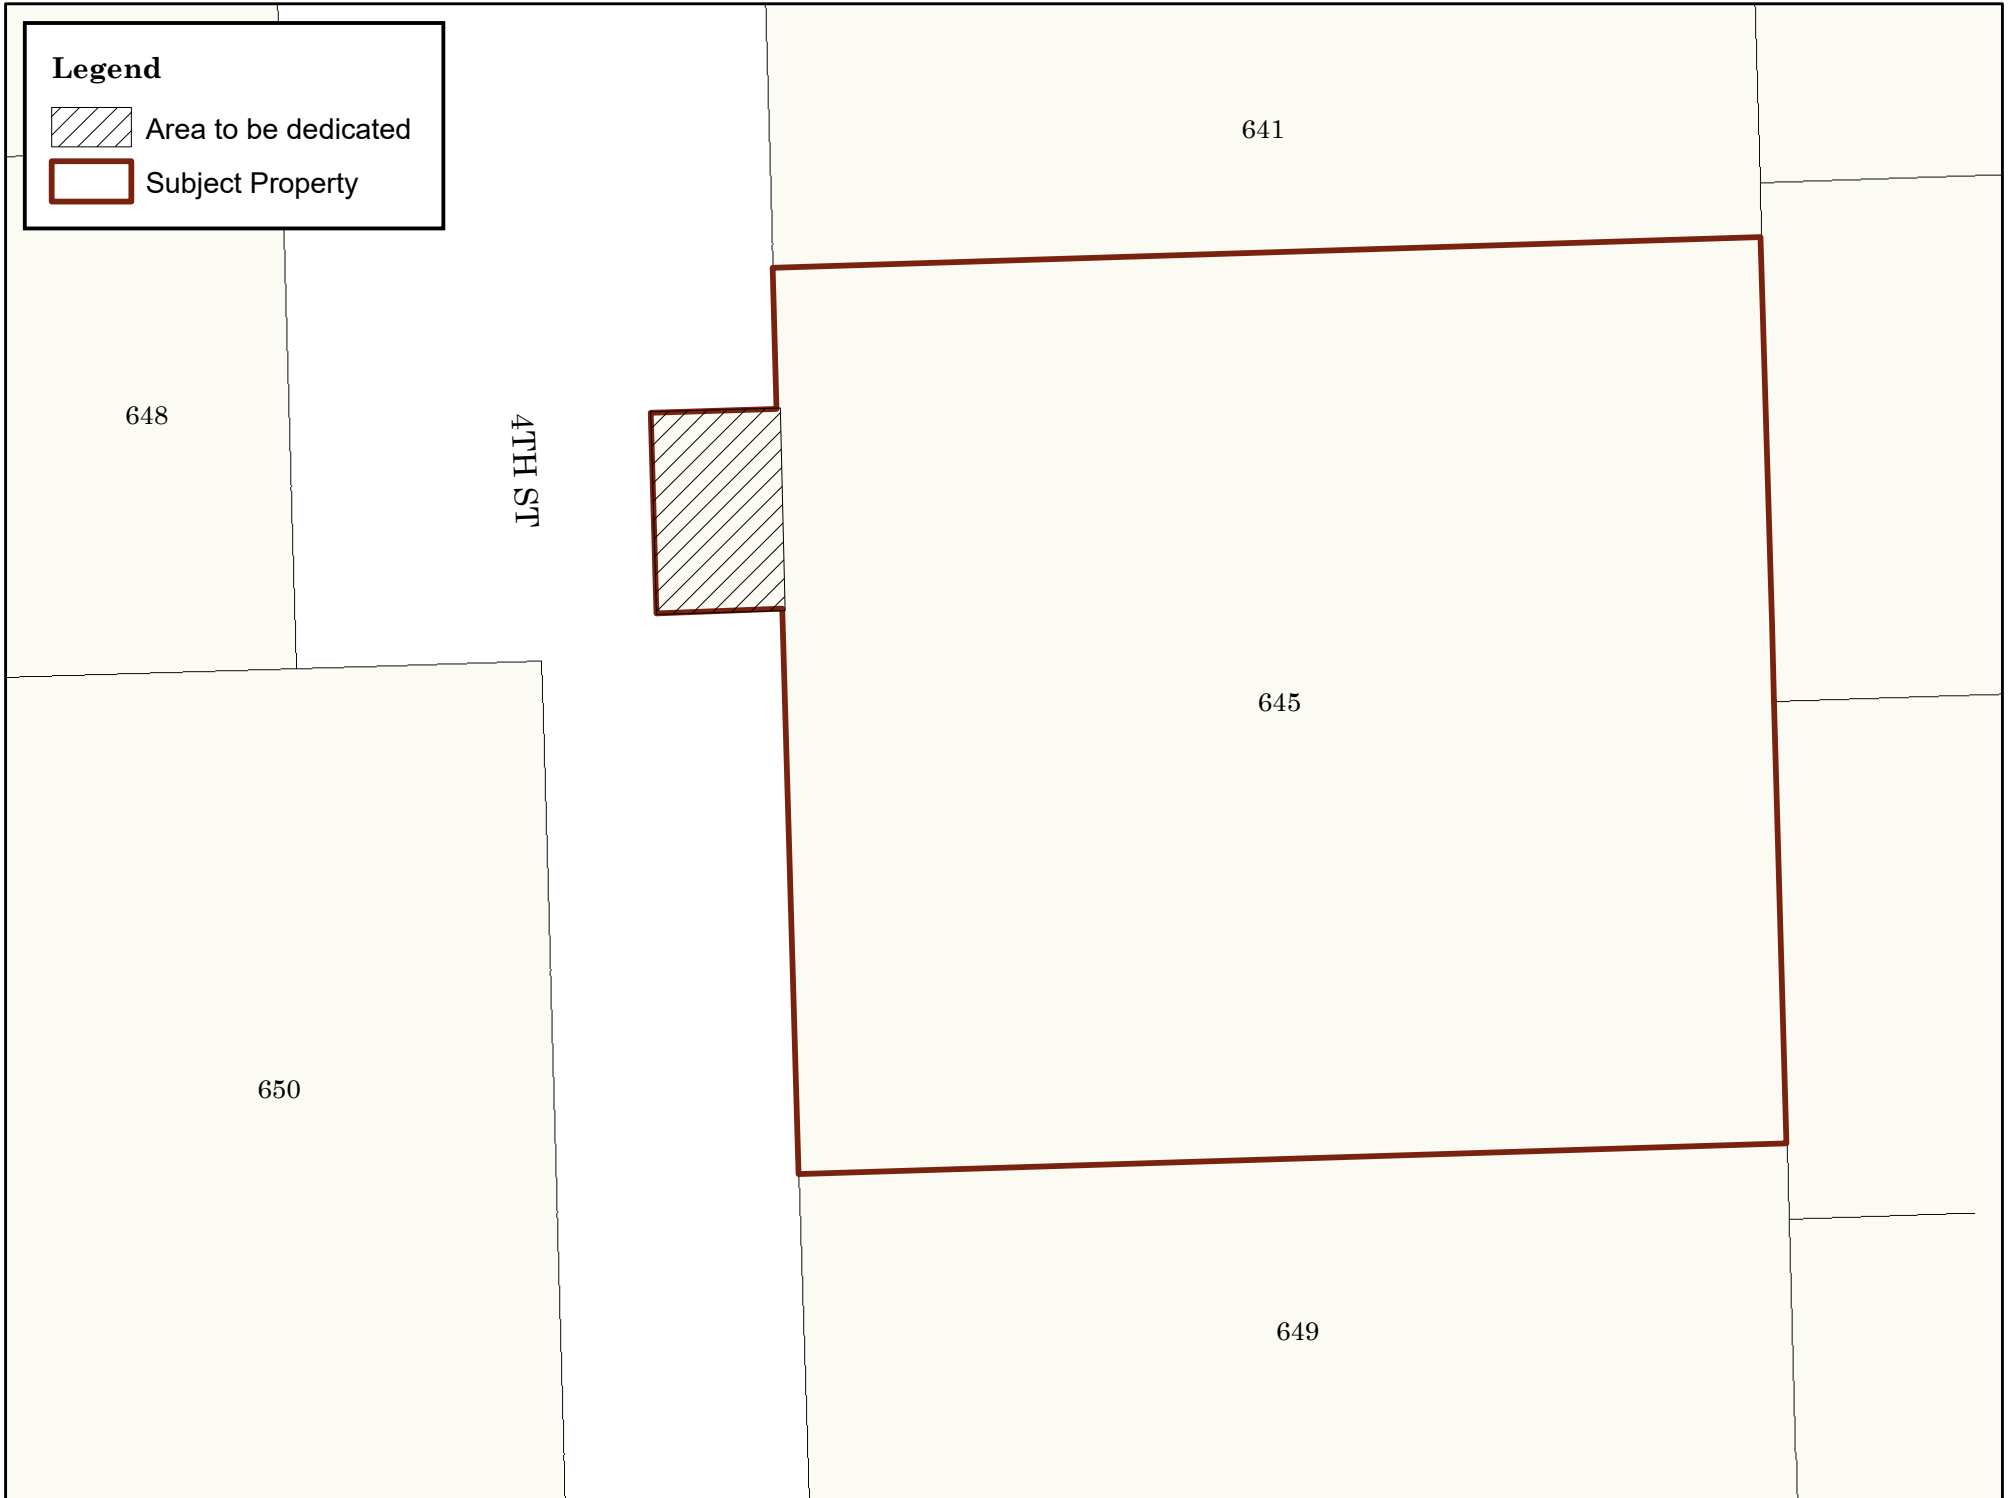 Legend
Area to be dedicated
Subject Property
641
648
4TH ST
645
650
649